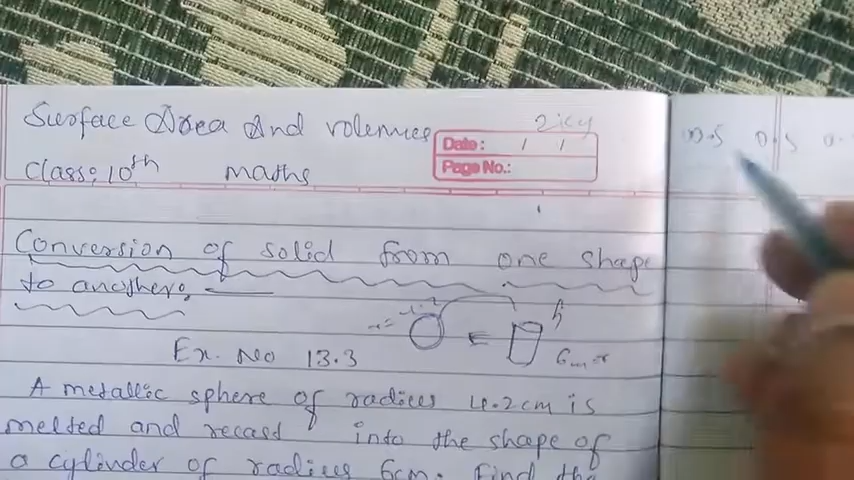 Surface Area And volumes
Date: / /
Page No.:
Class: 10th maths
Conversion of solid from one shape
to another:
h
6
Ex. No 13.3
A metallic sphere of radius 4.2cm is
melted and recast into the shape of
a cylinder of radius 6cm. Find the